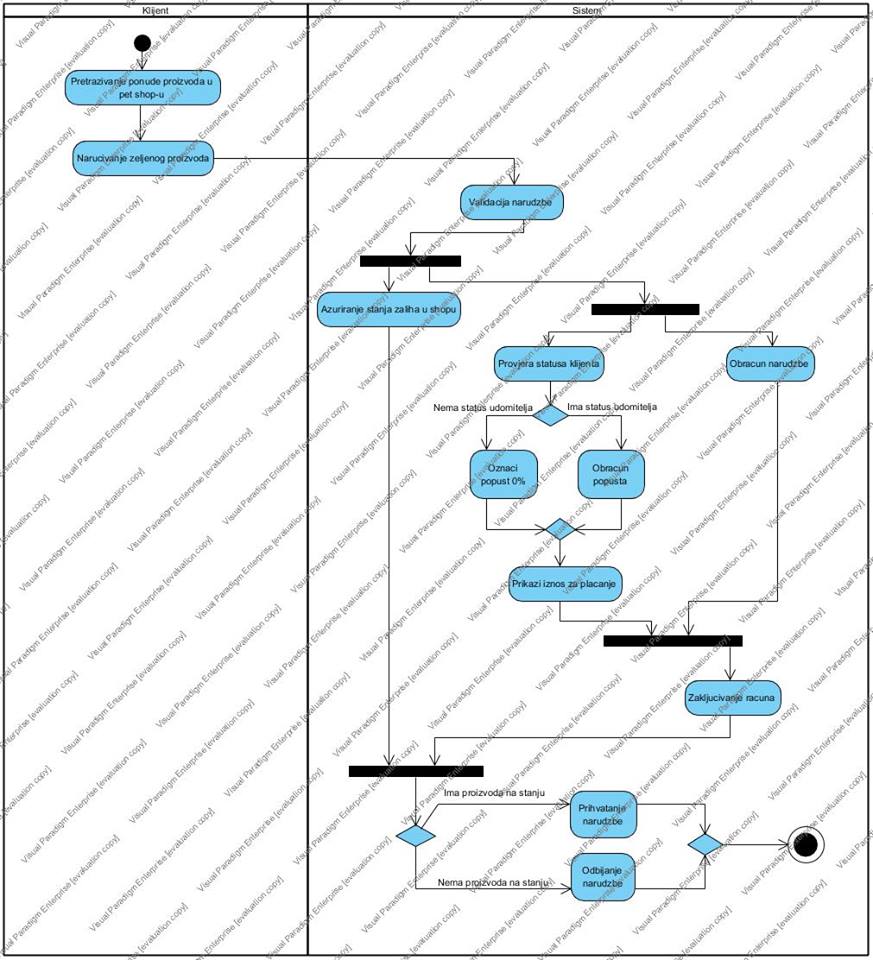 Klijent
Sistem
Pretrazivanje ponude proizvoda u
pet shop-u
Narucivanje zeljenog proizvoda
Validacija narudzbe
Azuriranje stanja zaliha u shopu
Provjera statusa klijenta
Obracun narudzbe
Nema status udomitelja
Ima status udomitelja
Oznaci
popust 0%
Obracun
popusta
Prikazi iznos za placanje
Zakljucivanje racuna
Ima proizvoda na stanju
Prihvatanje
narudzbe
Nema proizvoda na stanju
Odbijanje
narudzbe
Visual Paradigm Enterprise [evaluation copy]